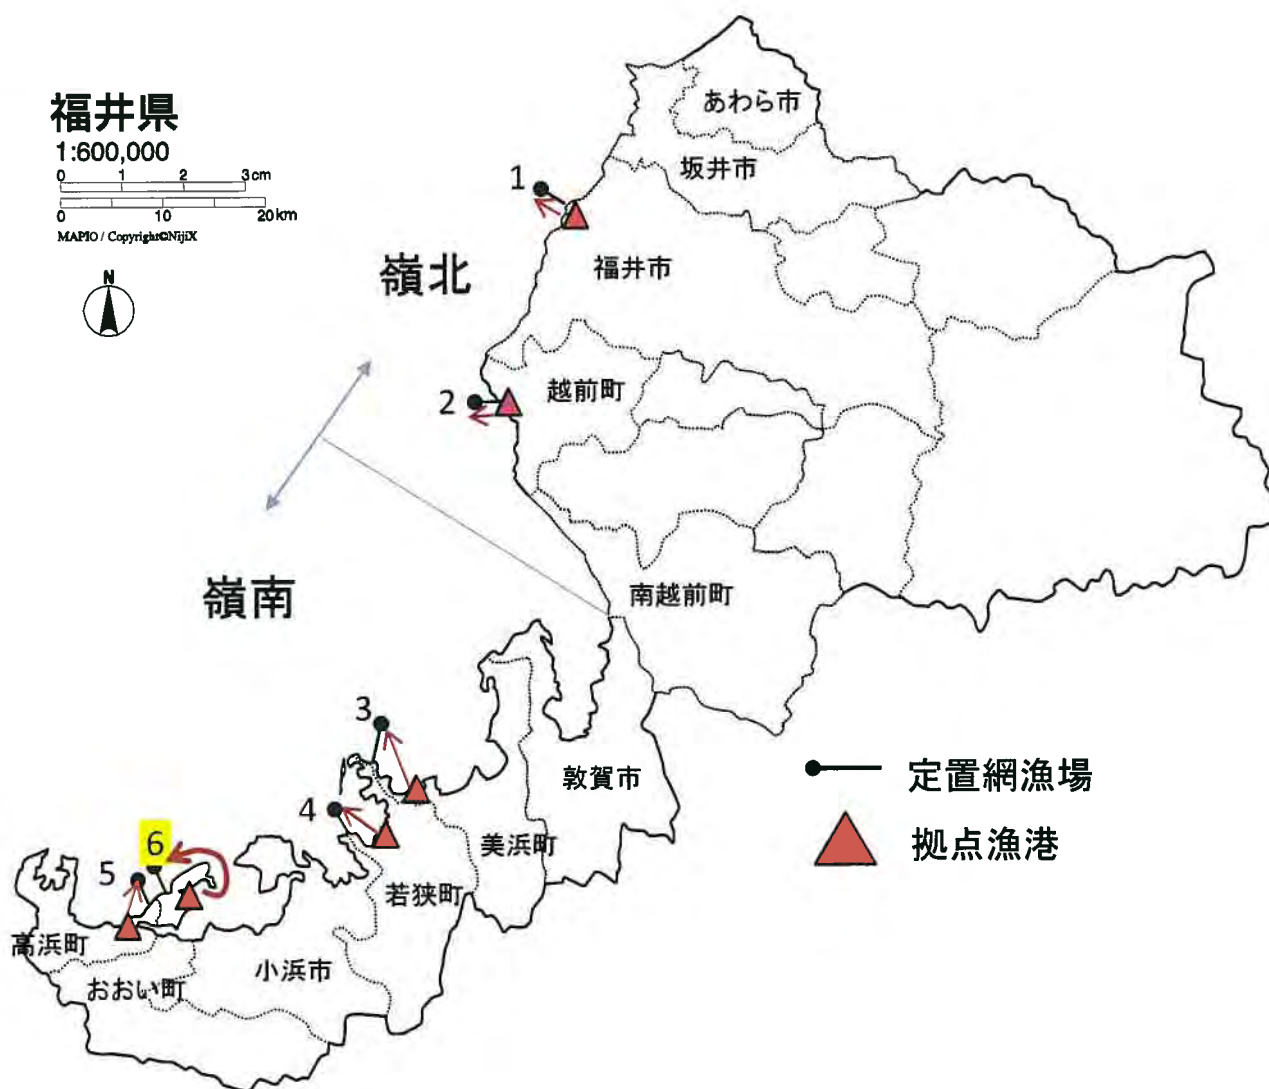 福井県
1:600,000
0 1 2 3cm
0 10 20km
MAPIO / Copyright©NijiX
N
嶺北
嶺南
あわら市
坂井市
1
福井市
越前町
2
南越前町
3
敦賀市
4
美浜町
6
5
若狭町
高浜町
小浜市
おおい町
定置網漁場
拠点漁港